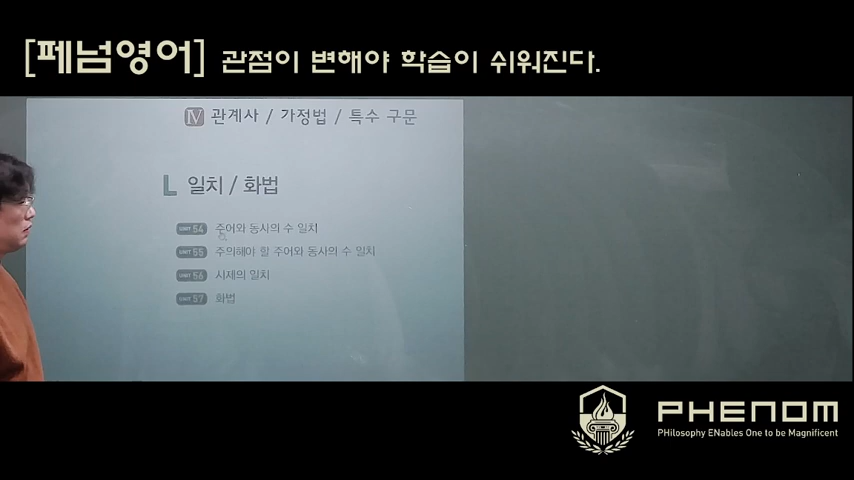 [페넘영어] 관점이 변해야 학습이 쉬워진다.
Ⅳ 관계사 / 가정법 / 특수 구문
L 일치 / 화법
UNIT 54 주어와 동사의 수 일치
UNIT 55 주의해야 할 주어와 동사의 수 일치
UNIT 56 시제의 일치
UNIT 57 화법
PHENOM
PHilosophy ENables One to be Magnificent